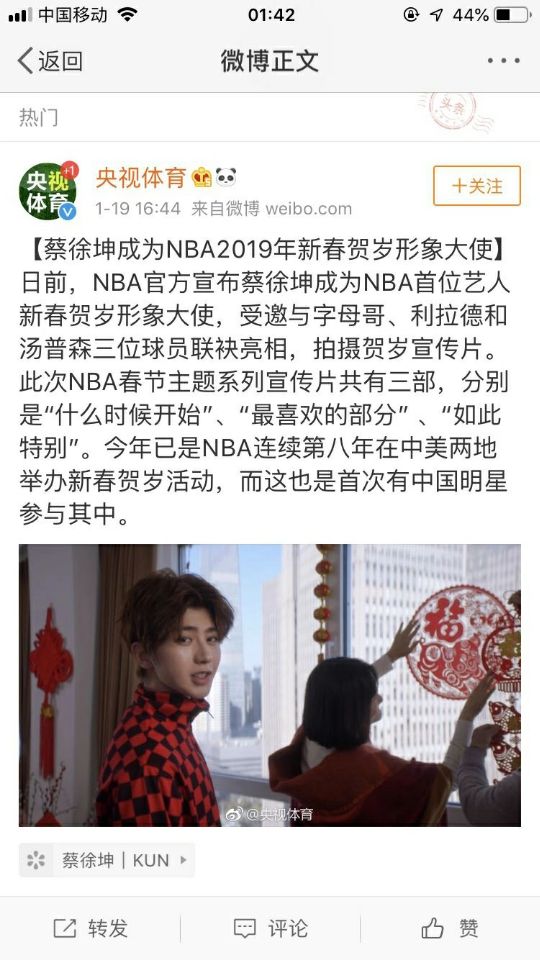 中国移动
01:42
44%
返回
微博正文
热门
头条
央视体育
+1
央视体育
1-19 16:44 来自微博 weibo.com
+关注
【蔡徐坤成为NBA2019年新春贺岁形象大使】
日前，NBA官方宣布蔡徐坤成为NBA首位艺人
新春贺岁形象大使，受邀与字母哥、利拉德和
汤普森三位球员联袂亮相，拍摄贺岁宣传片。
此次NBA春节主题系列宣传片共有三部，分别
是“什么时候开始”、“最喜欢的部分” 、“如此
特别”。今年已是NBA连续第八年在中美两地
举办新春贺岁活动，而这也是首次有中国明星
参与其中。
福
@央视体育
蔡徐坤｜KUN
转发
评论
赞